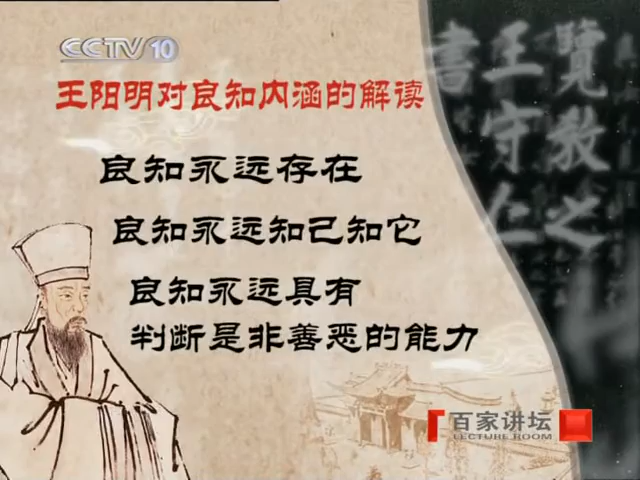 CCTV 10
王阳明对良知内涵的解读
良知永远存在
良知永远知己知它
良知永远具有
判断是非善恶的能力
覽教之
王守仁
書
百家讲坛
LECTURE ROOM